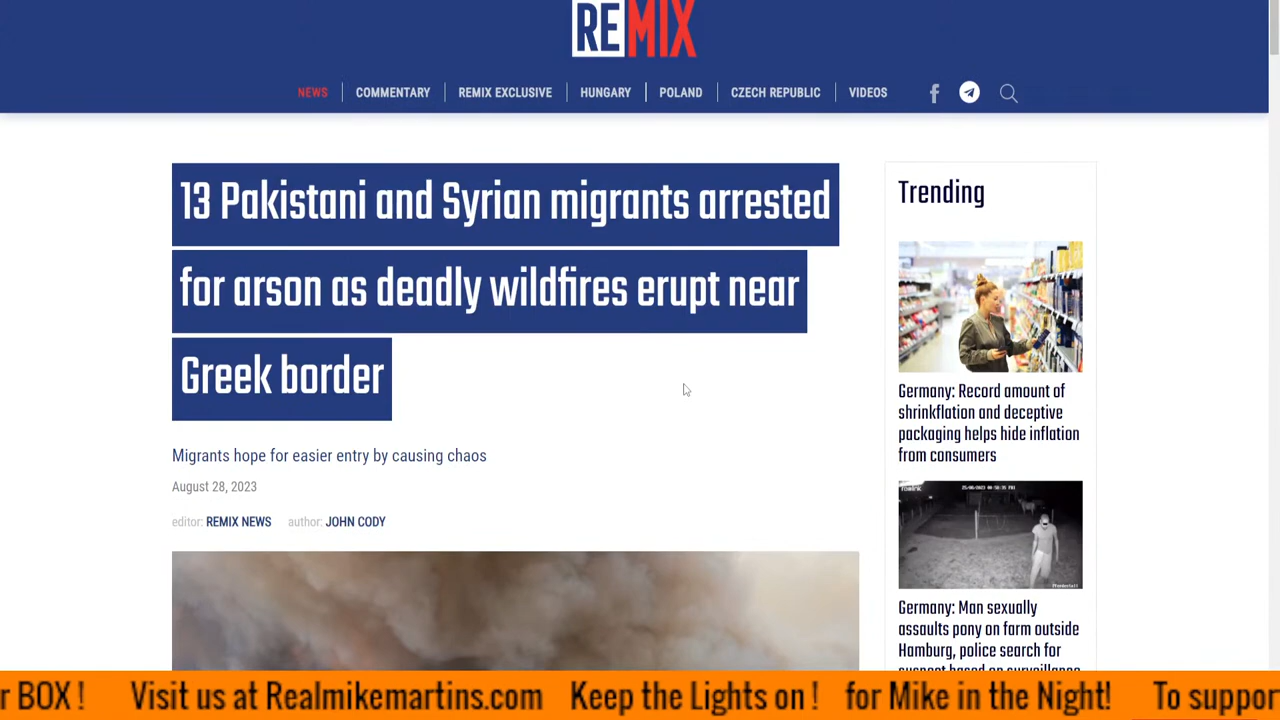 REMIX
NEWS
COMMENTARY
REMIX EXCLUSIVE
HUNGARY
POLAND
CZECH REPUBLIC
VIDEOS
13 Pakistani and Syrian migrants arrested
for arson as deadly wildfires erupt near
Greek border
Migrants hope for easier entry by causing chaos
August 28, 2023
editor: REMIX NEWS author: JOHN CODY
Trending
Germany: Record amount of
shrinkflation and deceptive
packaging helps hide inflation
from consumers
Germany: Man sexually
assaults pony on farm outside
Hamburg, police search for
suspect based on surveillance
r BOX ! Visit us at Realmikemartins.com Keep the Lights on ! for Mike in the Night! To suppor